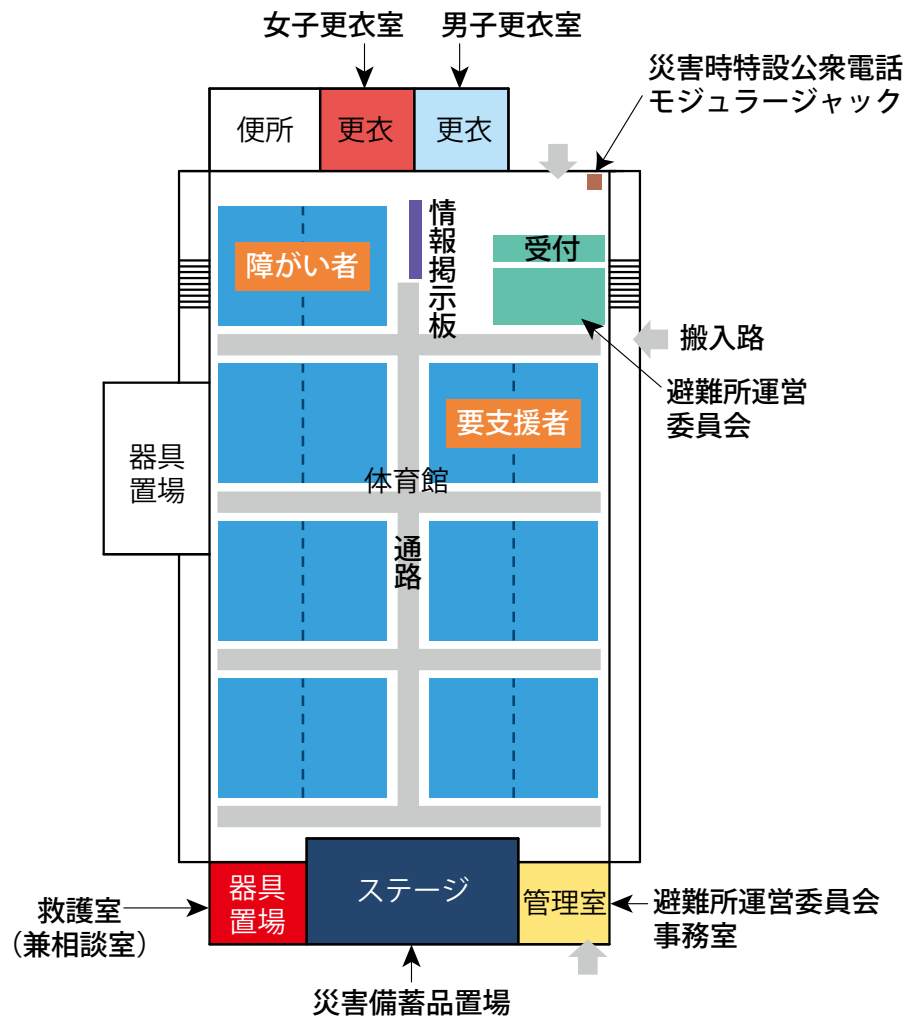 女子更衣室
男子更衣室
災害時特設公衆電話
モジュラージャック
便所
更衣
更衣
情報掲示板
受付
障がい者
搬入路
避難所運営
委員会
要支援者
器具
置場
体育館
通路
器具
置場
ステージ
管理室
救護室
（兼相談室）
避難所運営委員会
事務室
災害備蓄品置場